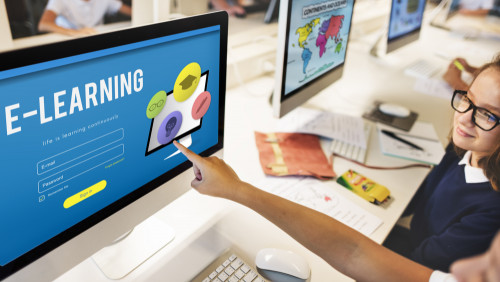 E-LEARNING
life is learning continuously
E-mail
Password
Sign in
CONTINENTS AND OCEANS